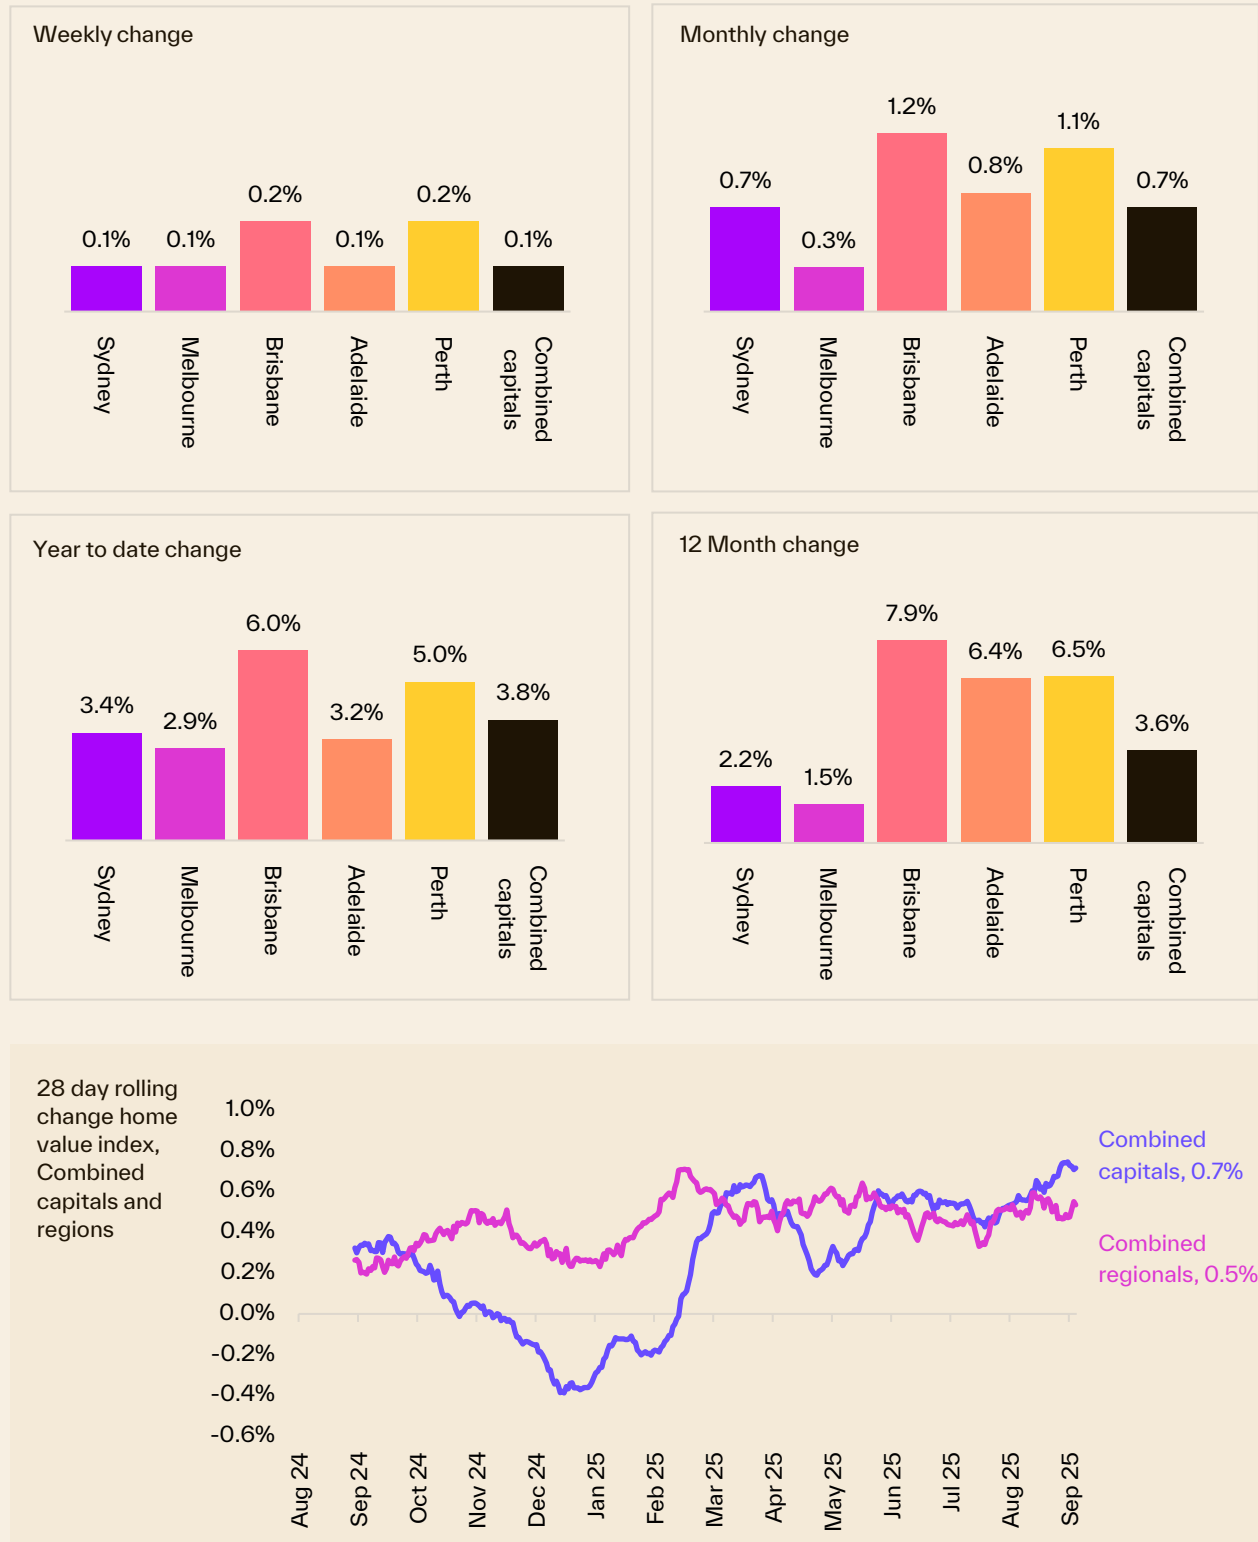 Weekly change
0.1%
0.1%
0.2%
0.1%
0.2%
0.1%
Sydney
Melbourne
Brisbane
Adelaide
Perth
Combined
capitals
Monthly change
0.7%
0.3%
1.2%
0.8%
1.1%
0.7%
Sydney
Melbourne
Brisbane
Adelaide
Perth
Combined
capitals
Year to date change
3.4%
2.9%
6.0%
3.2%
5.0%
3.8%
Sydney
Melbourne
Brisbane
Adelaide
Perth
Combined
capitals
12 Month change
2.2%
1.5%
7.9%
6.4%
6.5%
3.6%
Sydney
Melbourne
Brisbane
Adelaide
Perth
Combined
capitals
28 day rolling
change home
value index,
Combined
capitals and
regions
1.0%
0.8%
0.6%
0.4%
0.2%
0.0%
-0.2%
-0.4%
-0.6%
Aug 24
Sep 24
Oct 24
Nov 24
Dec 24
Jan 25
Feb 25
Mar 25
Apr 25
May 25
Jun 25
Jul 25
Aug 25
Sep 25
Combined
capitals, 0.7%
Combined
regionals, 0.5%